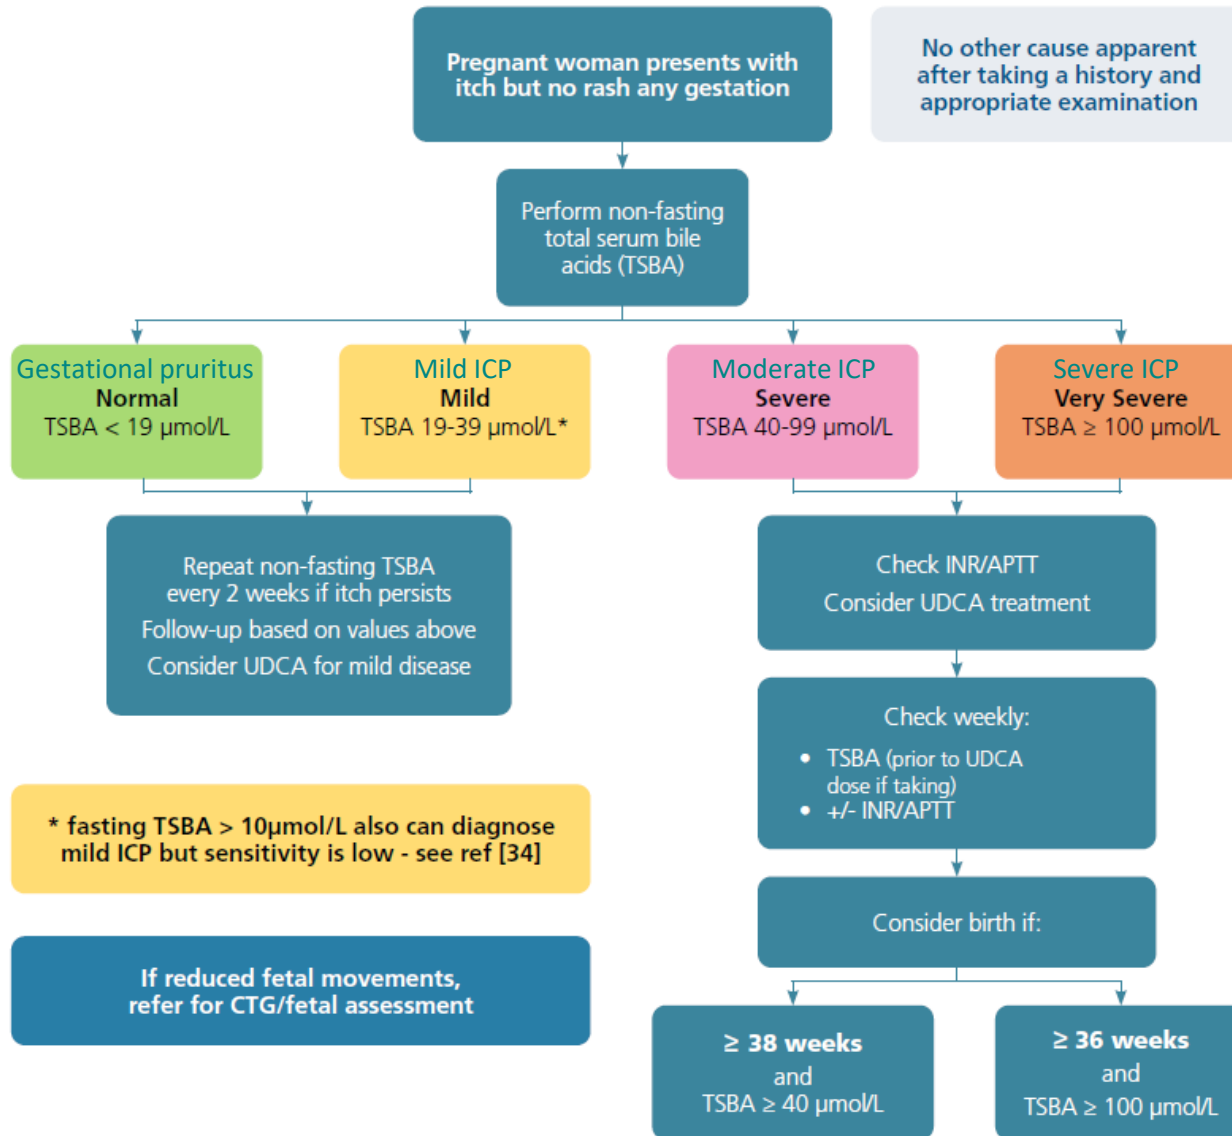 Pregnant woman presents with
itch but no rash any gestation
No other cause apparent
after taking a history and
appropriate examination
Perform non-fasting
total serum bile
acids (TSBA)
Gestational pruritus
Normal
TSBA < 19 µmol/L
Mild ICP
Mild
TSBA 19-39 µmol/L*
Moderate ICP
Severe
TSBA 40-99 µmol/L
Severe ICP
Very Severe
TSBA ≥ 100 µmol/L
Repeat non-fasting TSBA
every 2 weeks if itch persists
Follow-up based on values above
Consider UDCA for mild disease
Check INR/APTT
Consider UDCA treatment
Check weekly:
• TSBA (prior to UDCA
dose if taking)
• +/- INR/APTT
* fasting TSBA > 10µmol/L also can diagnose
mild ICP but sensitivity is low - see ref [34]
Consider birth if:
If reduced fetal movements,
refer for CTG/fetal assessment
≥ 38 weeks
and
TSBA ≥ 40 µmol/L
≥ 36 weeks
and
TSBA ≥ 100 µmol/L